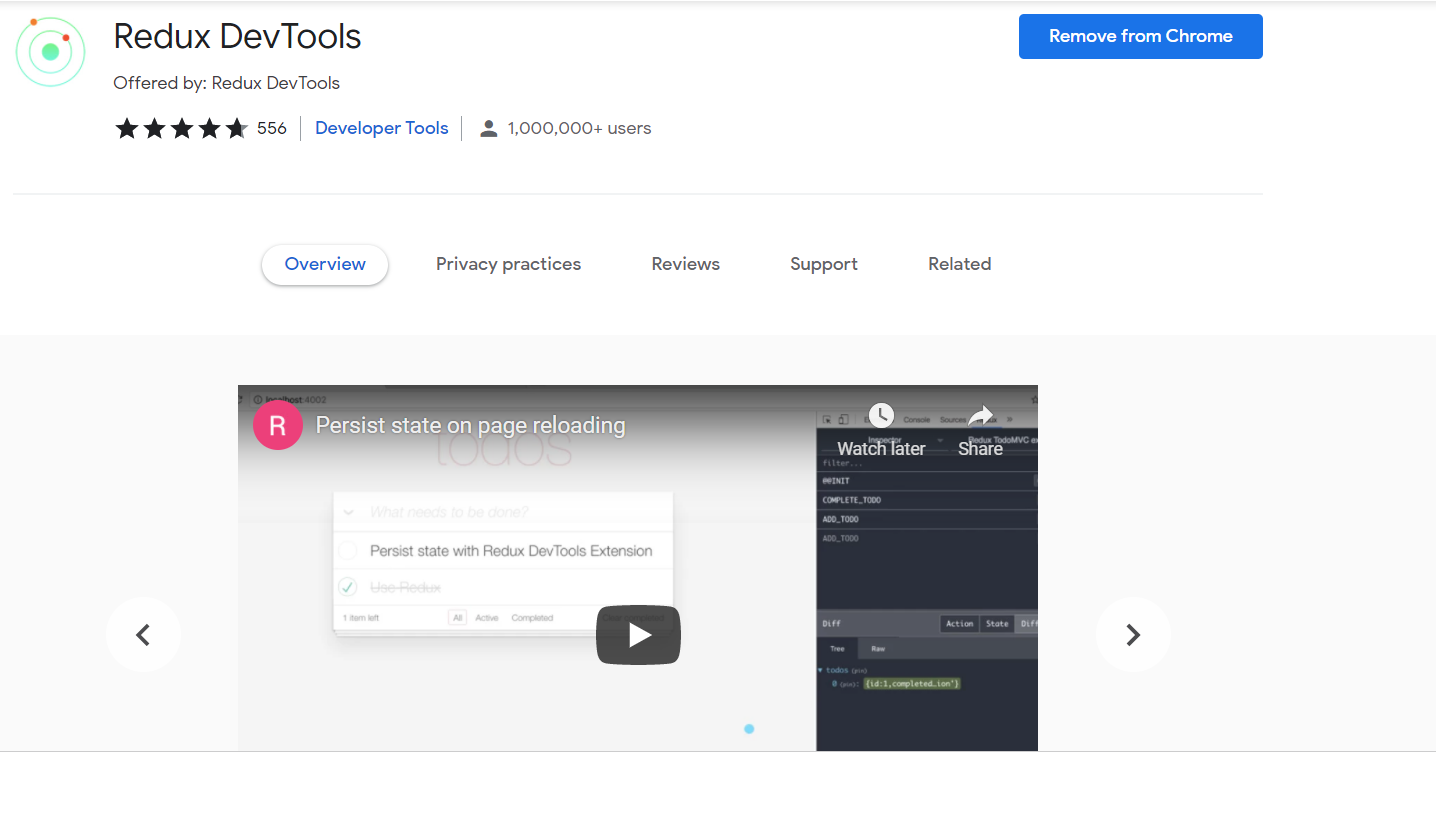 Redux DevTools
Remove from Chrome
Offered by: Redux DevTools
556
Developer Tools
1,000,000+ users
Overview
Privacy practices
Reviews
Support
Related
localhost:4002
R
Persist state on page reloading
Watch later
Share
todos
What needs to be done?
Persist state with Redux DevTools Extension
Use Redux
1 item left
All
Active
Completed
Clear completed
Console
Sources
Inspector
Redux TodoMVC ex
filter...
@@INIT
COMPLETE_TODO
ADD_TODO
ADD_TODO
Diff
Action
State
Diff
Tree
Raw
todos (pin)
0 (pin): {id:1,completed…ion"}